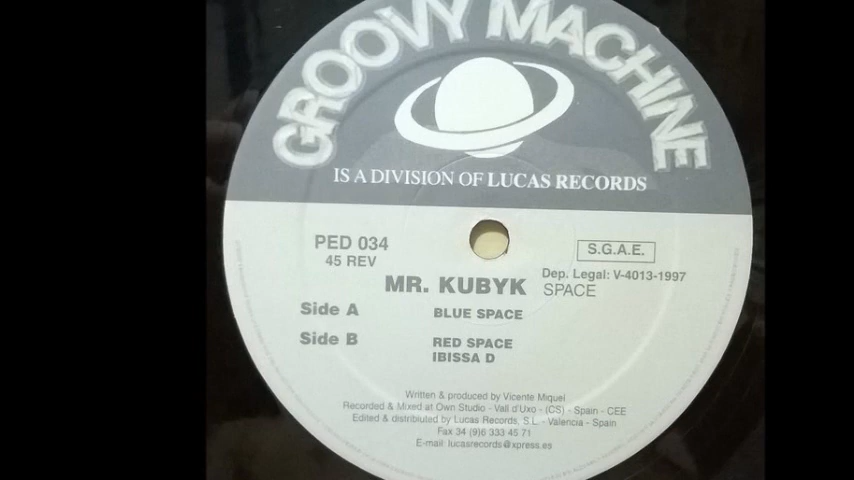 GROOVY MACHINE
IS A DIVISION OF LUCAS RECORDS
PED 034
45 REV
S.G.A.E.
Dep. Legal: V-4013-1997
MR. KUBYK SPACE
Side A BLUE SPACE
Side B RED SPACE
IBISSA D
Written & produced by Vicente Miquel
Recorded & Mixed at Own Studio - Vall d'Uxo - (CS) - Spain - CEE
Edited & distribiuted by Lucas Records, S.L. - Valencia - Spain
Fax 34 (9)6 333 45 71
E-mail: lucasrecords@xpress.es